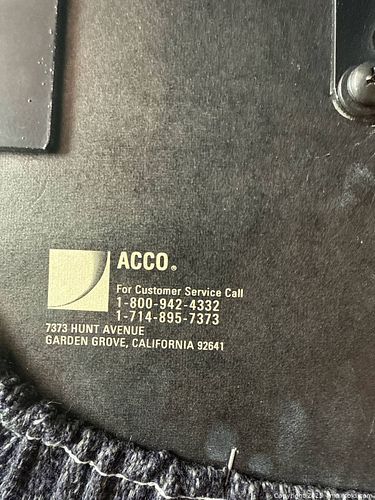 ACCO®
For Customer Service Call
1-800-942-4332
1-714-895-7373
7373 HUNT AVENUE
GARDEN GROVE, CALIFORNIA 92641